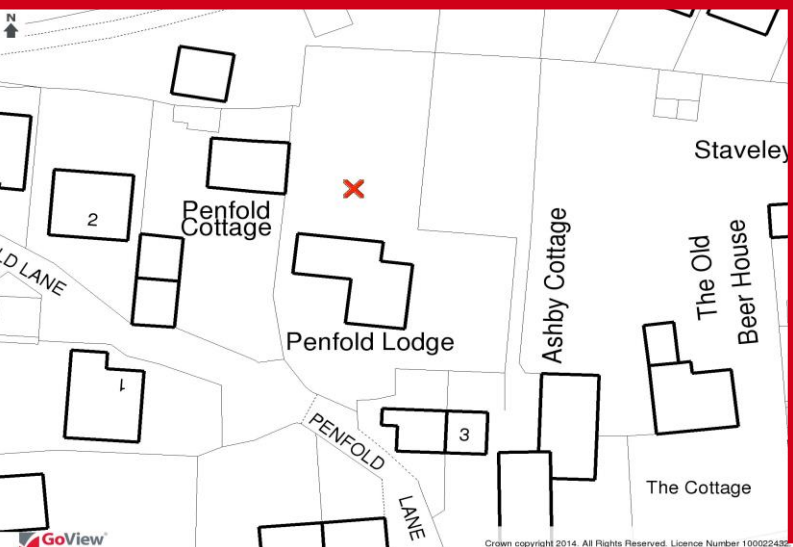 N
Staveley
2
Penfold
Cottage
LD LANE
Ashby Cottage
The Old
Beer House
Penfold Lodge
1
PENFOLD
LANE
3
The Cottage
GoView
Crown copyright 2014. All Rights Reserved. Licence Number 100022432